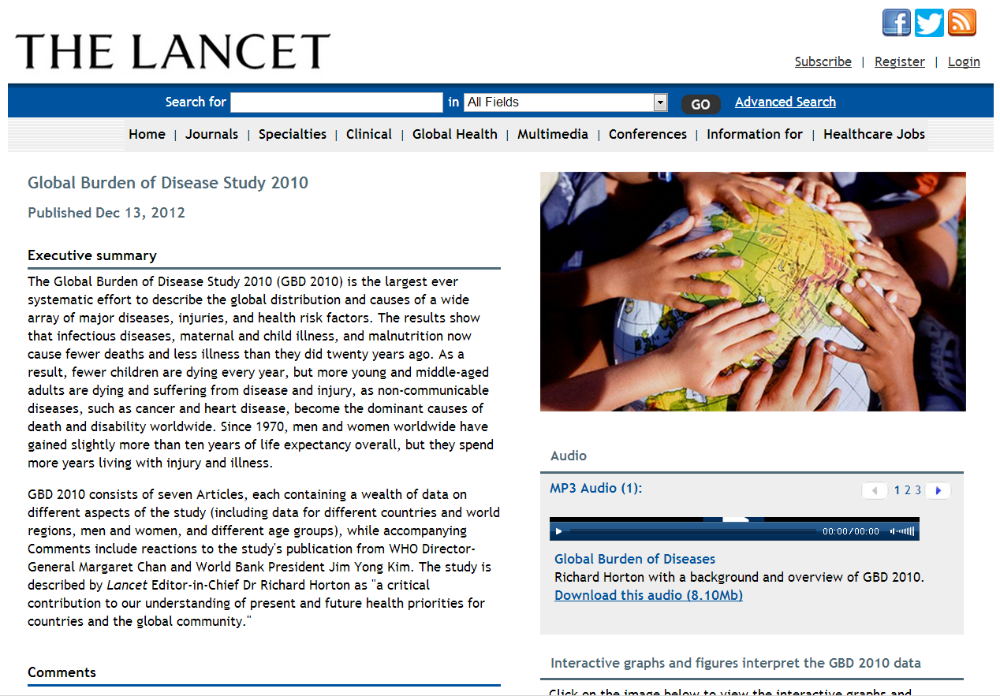 THE LANCET
Subscribe | Register | Login
Search for in All Fields GO Advanced Search
Home | Journals | Specialties | Clinical | Global Health | Multimedia | Conferences | Information for | Healthcare Jobs
Global Burden of Disease Study 2010
Published Dec 13, 2012
Executive summary
The Global Burden of Disease Study 2010 (GBD 2010) is the largest ever
systematic effort to describe the global distribution and causes of a wide
array of major diseases, injuries, and health risk factors. The results show
that infectious diseases, maternal and child illness, and malnutrition now
cause fewer deaths and less illness than they did twenty years ago. As a
result, fewer children are dying every year, but more young and middle-aged
adults are dying and suffering from disease and injury, as non-communicable
diseases, such as cancer and heart disease, become the dominant causes of
death and disability worldwide. Since 1970, men and women worldwide have
gained slightly more than ten years of life expectancy overall, but they spend
more years living with injury and illness.
GBD 2010 consists of seven Articles, each containing a wealth of data on
different aspects of the study (including data for different countries and world
regions, men and women, and different age groups), while accompanying
Comments include reactions to the study's publication from WHO Director-
General Margaret Chan and World Bank President Jim Yong Kim. The study is
described by Lancet Editor-in-Chief Dr Richard Horton as "a critical
contribution to our understanding of present and future health priorities for
countries and the global community."
Comments
Audio
MP3 Audio (1):
1 2 3
00:00/00:00
Global Burden of Diseases
Richard Horton with a background and overview of GBD 2010.
Download this audio (8.10Mb)
Interactive graphs and figures interpret the GBD 2010 data
Click on the image below to view the interactive graphs and